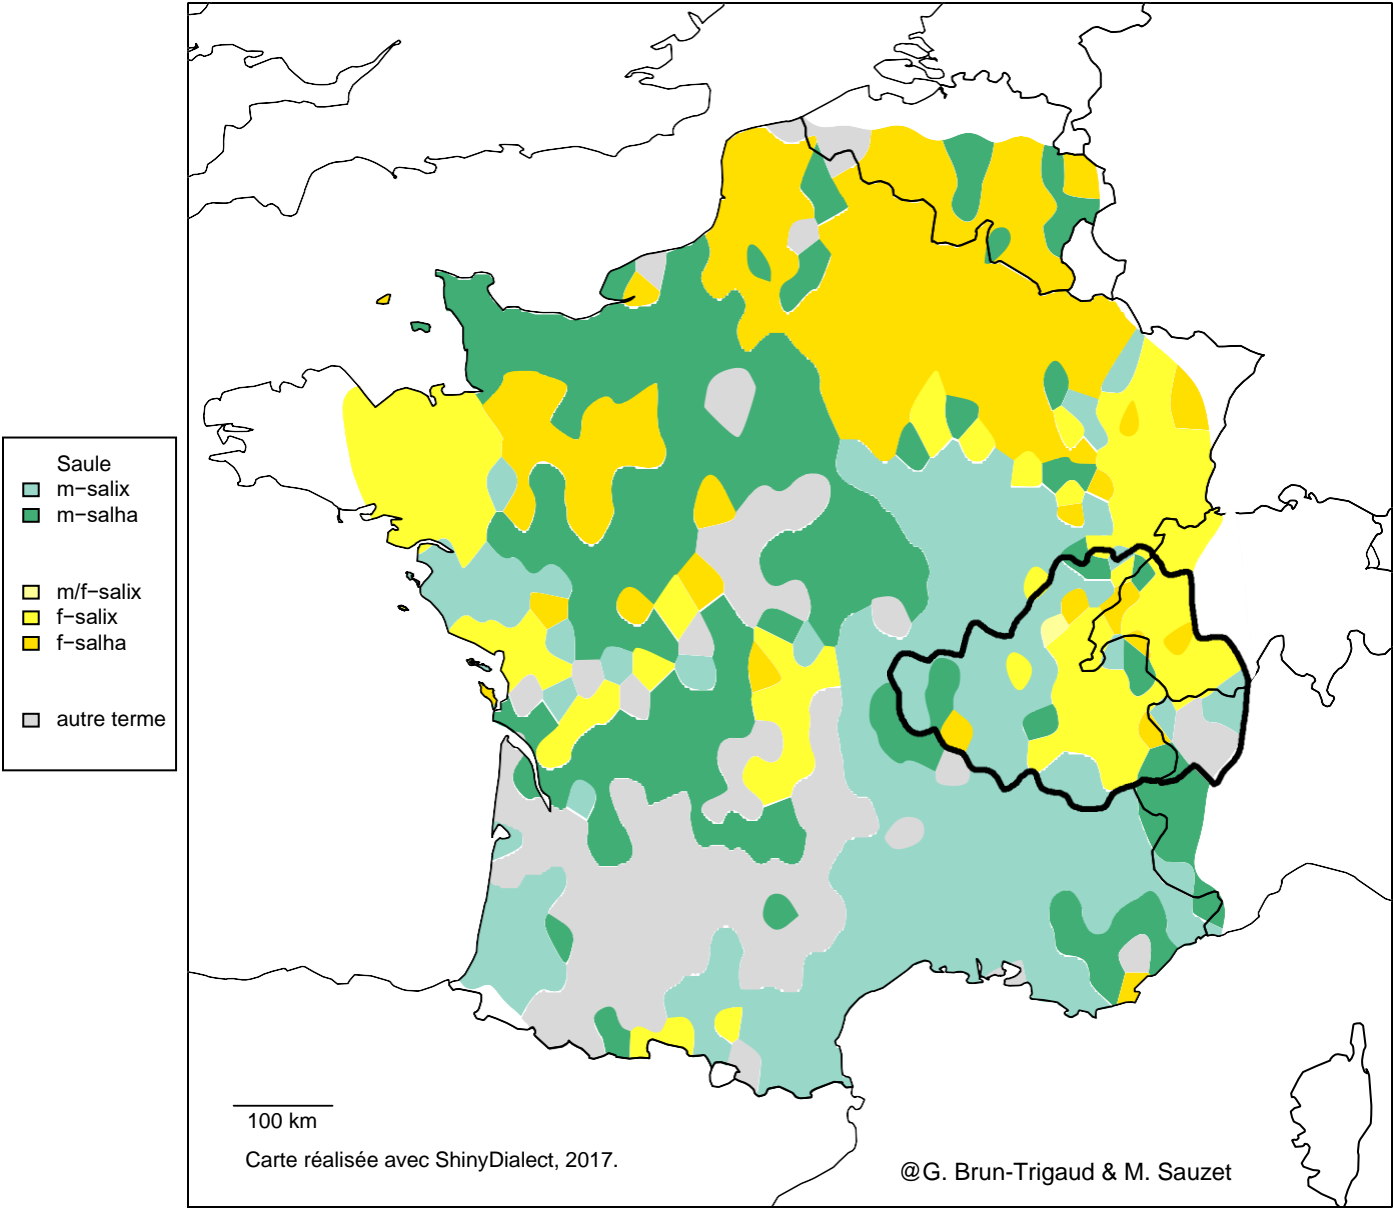 Saule
m−salix
m−salha
m/f−salix
f−salix
f−salha
autre terme
100 km
Carte réalisée avec ShinyDialect, 2017.
@G. Brun-Trigaud & M. Sauzet